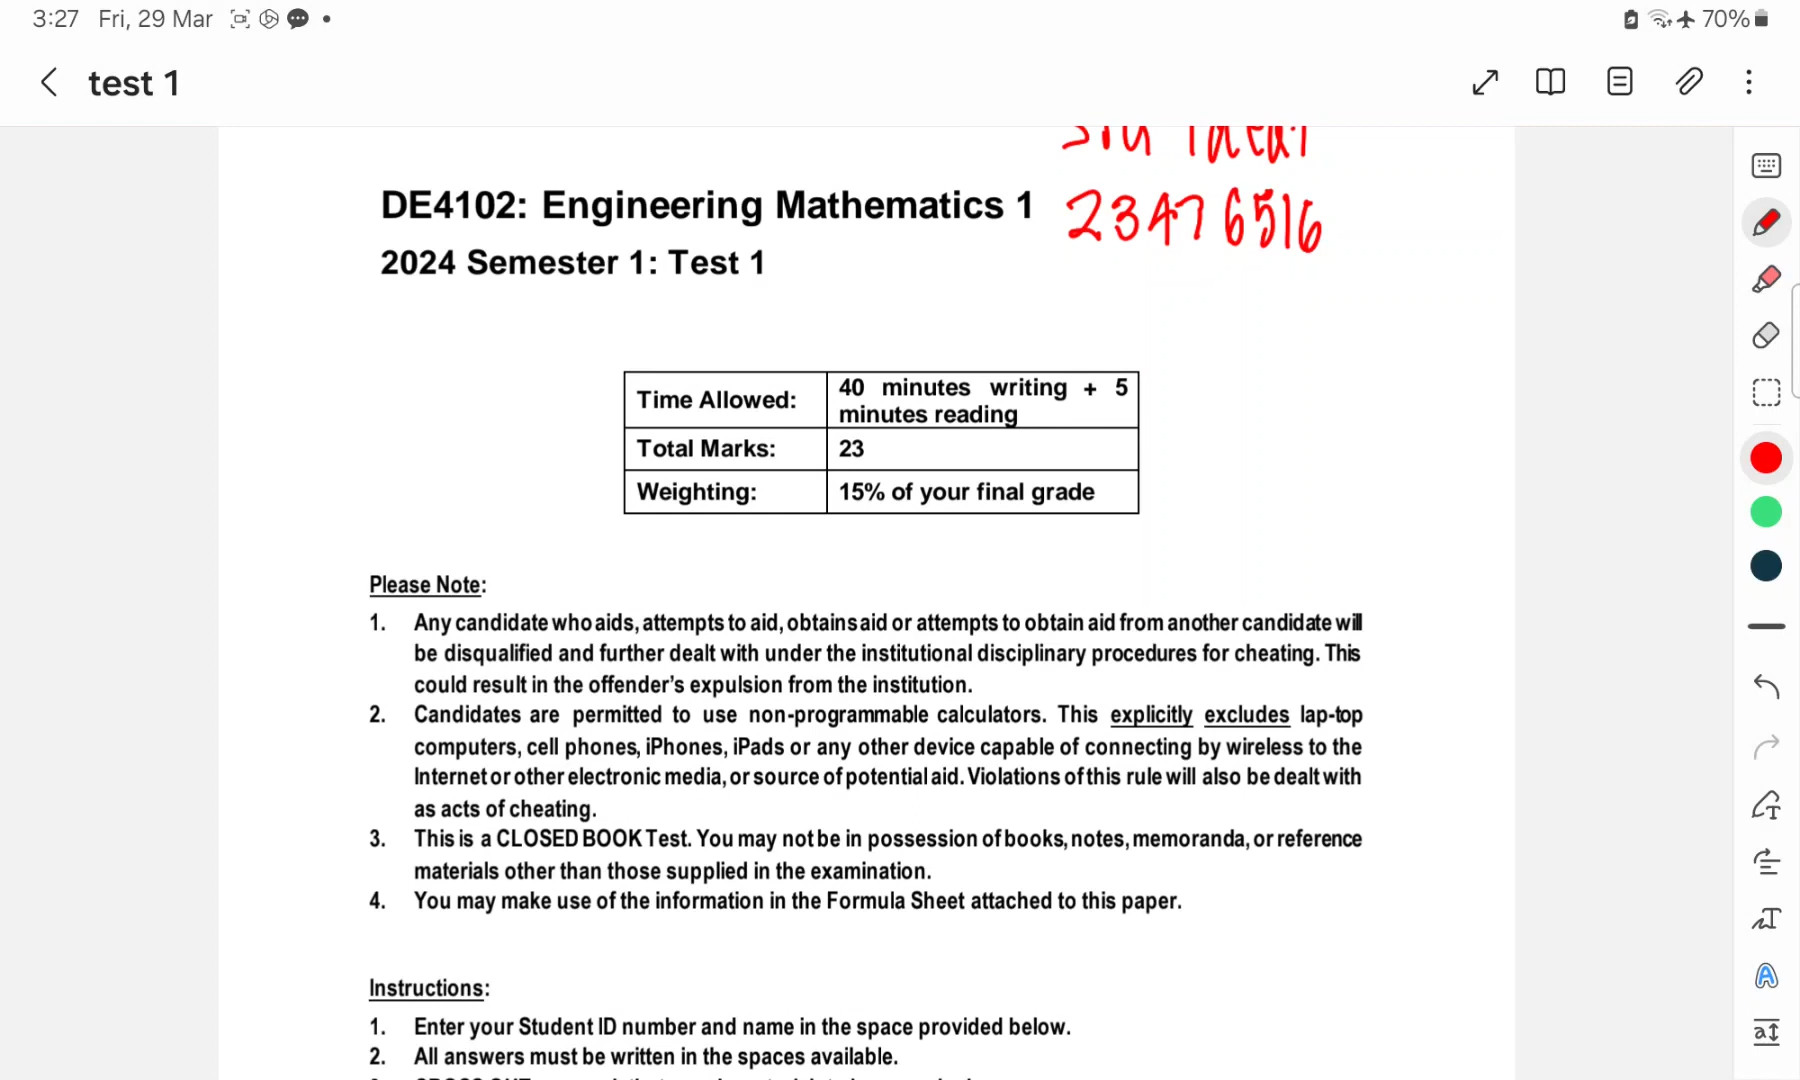 3:27 Fri, 29 Mar
70%
test 1
DE4102: Engineering Mathematics 1
23476516
2024 Semester 1: Test 1
Time Allowed: 40 minutes writing + 5
minutes reading
Total Marks: 23
Weighting: 15% of your final grade
Please Note:
1. Any candidate who aids, attempts to aid, obtains aid or attempts to obtain aid from another candidate will
be disqualified and further dealt with under the institutional disciplinary procedures for cheating. This
could result in the offender's expulsion from the institution.
2. Candidates are permitted to use non-programmable calculators. This explicitly excludes lap-top
computers, cell phones, iPhones, iPads or any other device capable of connecting by wireless to the
Internet or other electronic media, or source of potential aid. Violations of this rule will also be dealt with
as acts of cheating.
3. This is a CLOSED BOOK Test. You may not be in possession of books, notes, memoranda, or reference
materials other than those supplied in the examination.
4. You may make use of the information in the Formula Sheet attached to this paper.
Instructions:
1. Enter your Student ID number and name in the space provided below.
2. All answers must be written in the spaces available.